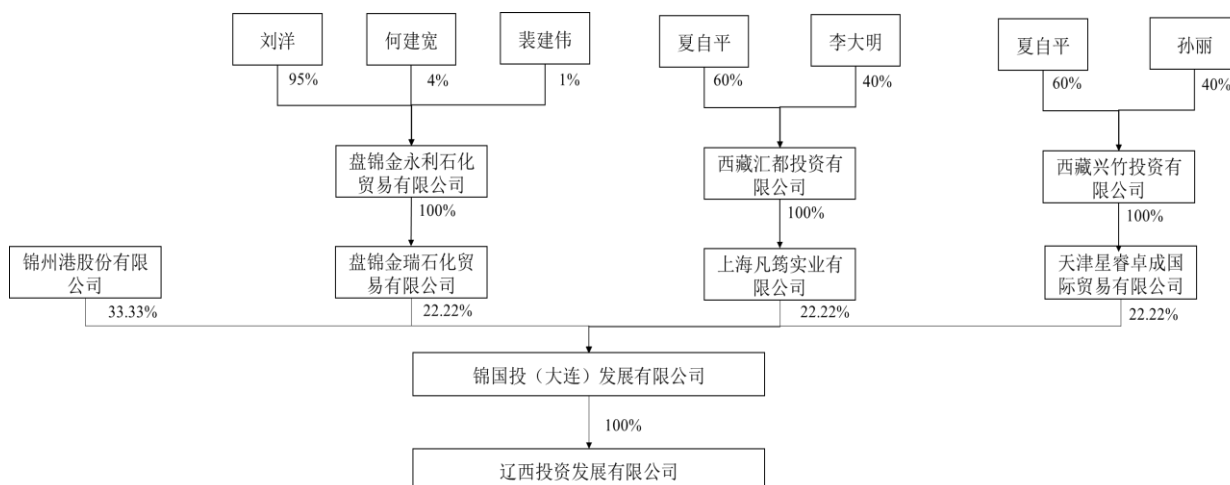 刘洋
何建宽
裴建伟
夏自平
李大明
夏自平
孙丽
95%
4%
1%
60%
40%
60%
40%
盘锦金永利石化
贸易有限公司
西藏汇都投资有
限公司
西藏兴竹投资有
限公司
100%
100%
100%
锦州港股份有限
公司
盘锦金瑞石化贸
易有限公司
上海凡筠实业有
限公司
天津星睿卓成国
际贸易有限公司
33.33%
22.22%
22.22%
22.22%
锦国投（大连）发展有限公司
100%
辽西投资发展有限公司